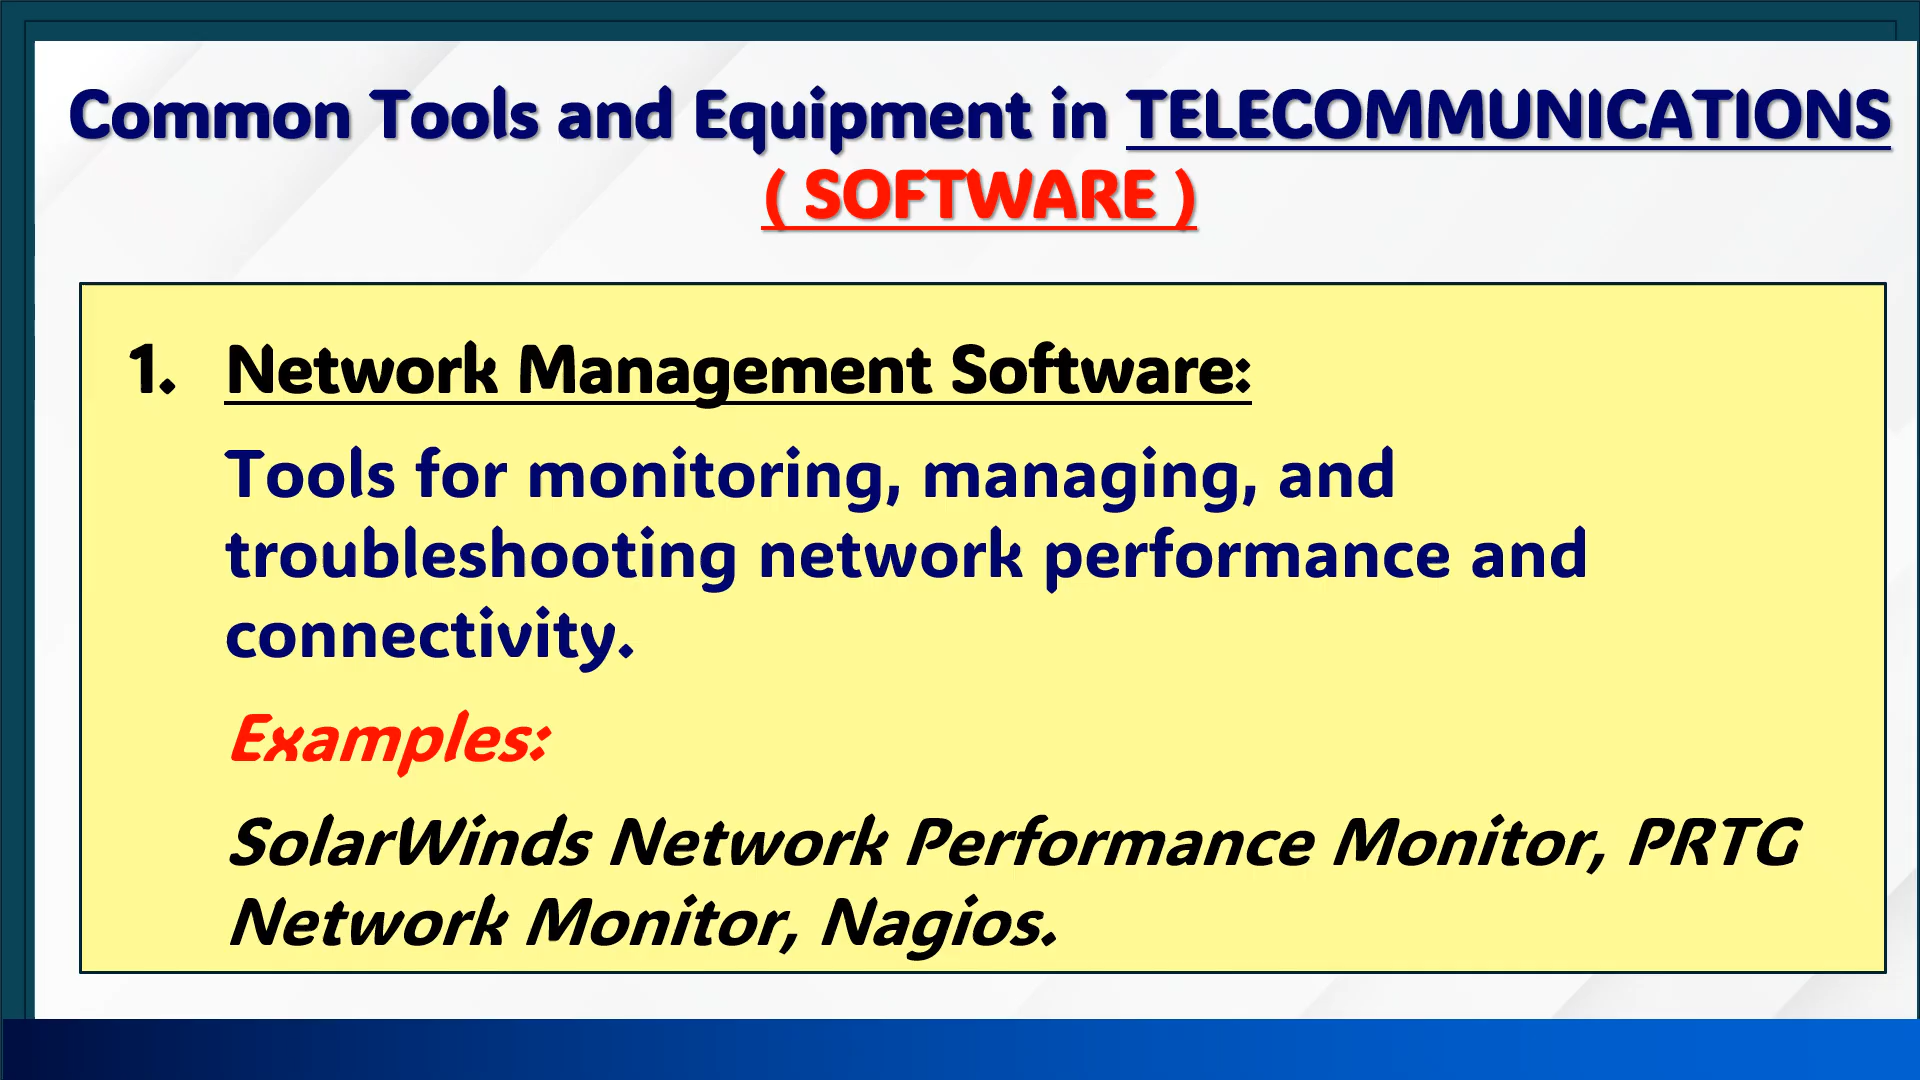 Common Tools and Equipment in TELECOMMUNICATIONS
( SOFTWARE )
1. Network Management Software:
Tools for monitoring, managing, and
troubleshooting network performance and
connectivity.
Examples:
SolarWinds Network Performance Monitor, PRTG
Network Monitor, Nagios.